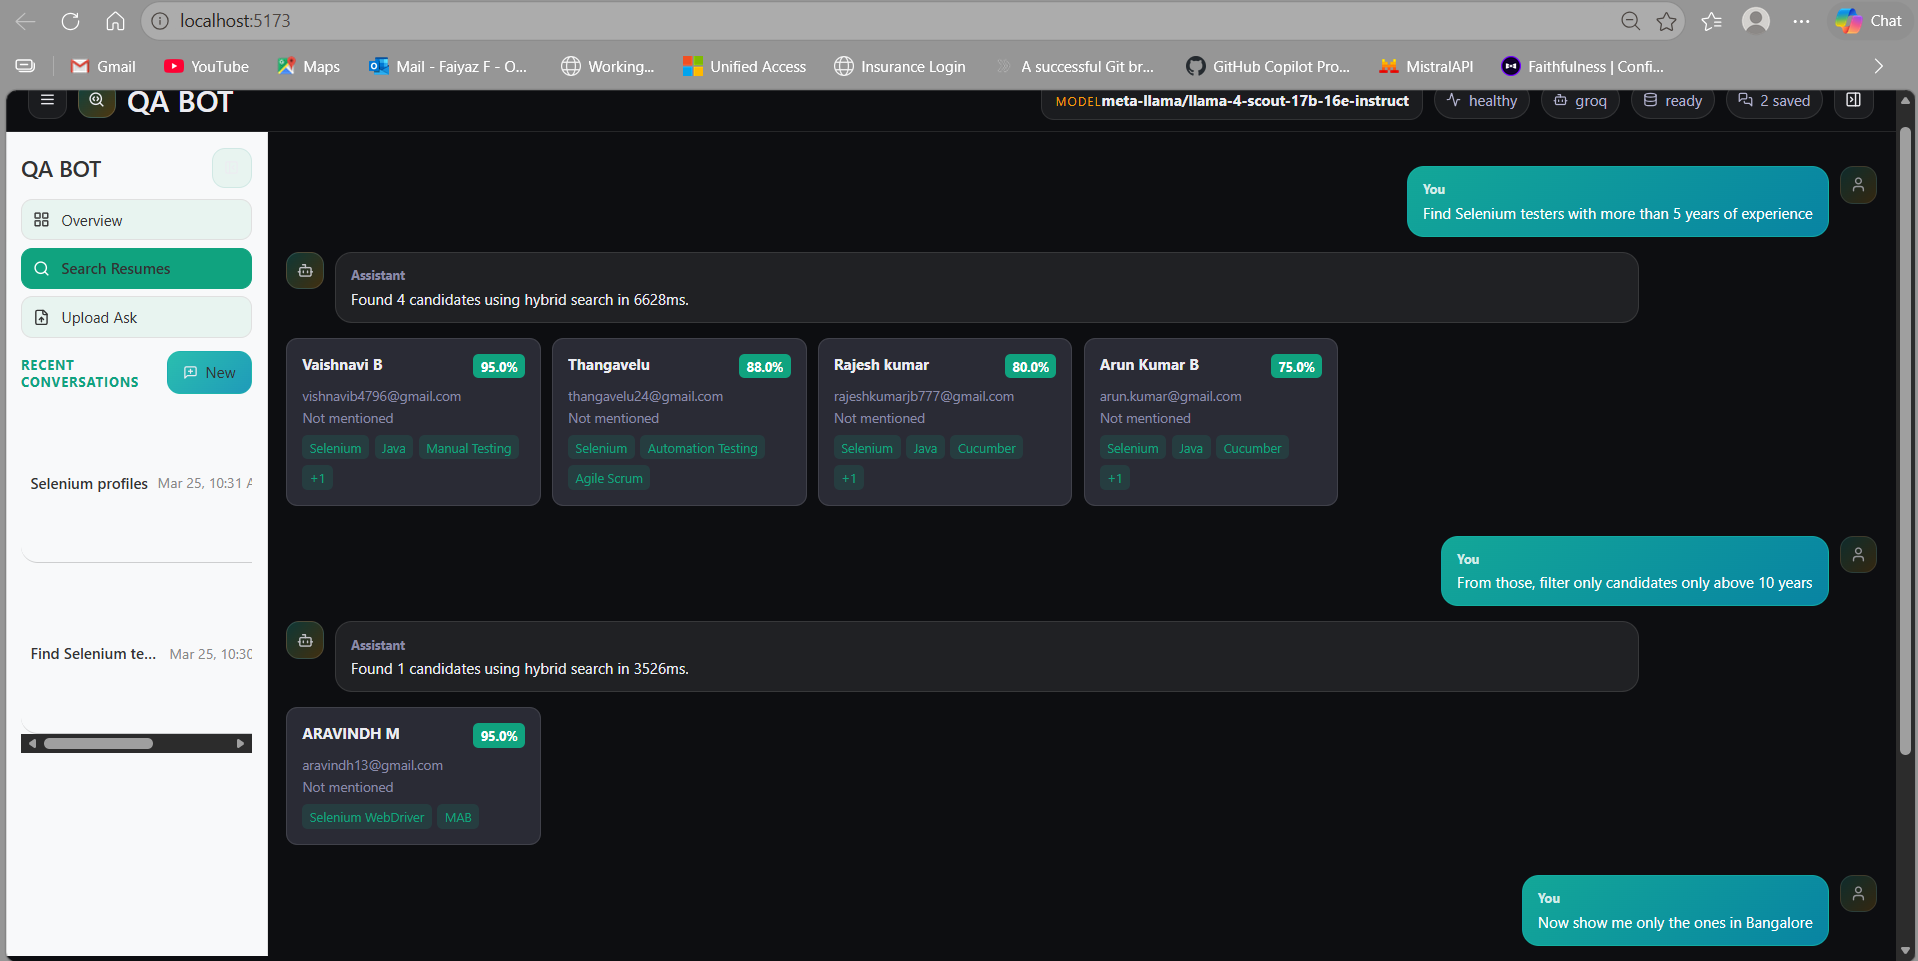 localhost:5173
Chat
Gmail
YouTube
Maps
Mail - Faiyaz F - O...
Working...
Unified Access
Insurance Login
A successful Git br...
GitHub Copilot Pro...
MistralAPI
Faithfulness | Confi...
QA BOT
MODEL meta-llama/llama-4-scout-17b-16e-instruct
healthy
groq
ready
2 saved
QA BOT
Overview
Search Resumes
Upload Ask
RECENT
CONVERSATIONS
New
Selenium profiles Mar 25, 10:31 A
Find Selenium te... Mar 25, 10:30
You
Find Selenium testers with more than 5 years of experience
Assistant
Found 4 candidates using hybrid search in 6628ms.
Vaishnavi B 95.0%
vishnavib4796@gmail.com
Not mentioned
Selenium Java Manual Testing
+1
Thangavelu 88.0%
thangavelu24@gmail.com
Not mentioned
Selenium Automation Testing
Agile Scrum
Rajesh kumar 80.0%
rajeshkumarjb777@gmail.com
Not mentioned
Selenium Java Cucumber
+1
Arun Kumar B 75.0%
arun.kumar@gmail.com
Not mentioned
Selenium Java Cucumber
+1
You
From those, filter only candidates only above 10 years
Assistant
Found 1 candidates using hybrid search in 3526ms.
ARAVINDH M 95.0%
aravindh13@gmail.com
Not mentioned
Selenium WebDriver MAB
You
Now show me only the ones in Bangalore